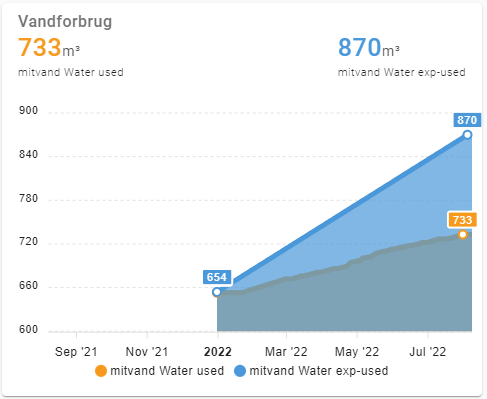 Vandforbrug
733m³ 870m³
mitvand Water used mitvand Water exp-used
900
870
840
780
733
720
654
660
600
Sep '21 Nov '21 2022 Mar '22 May '22 Jul '22
mitvand Water used mitvand Water exp-used